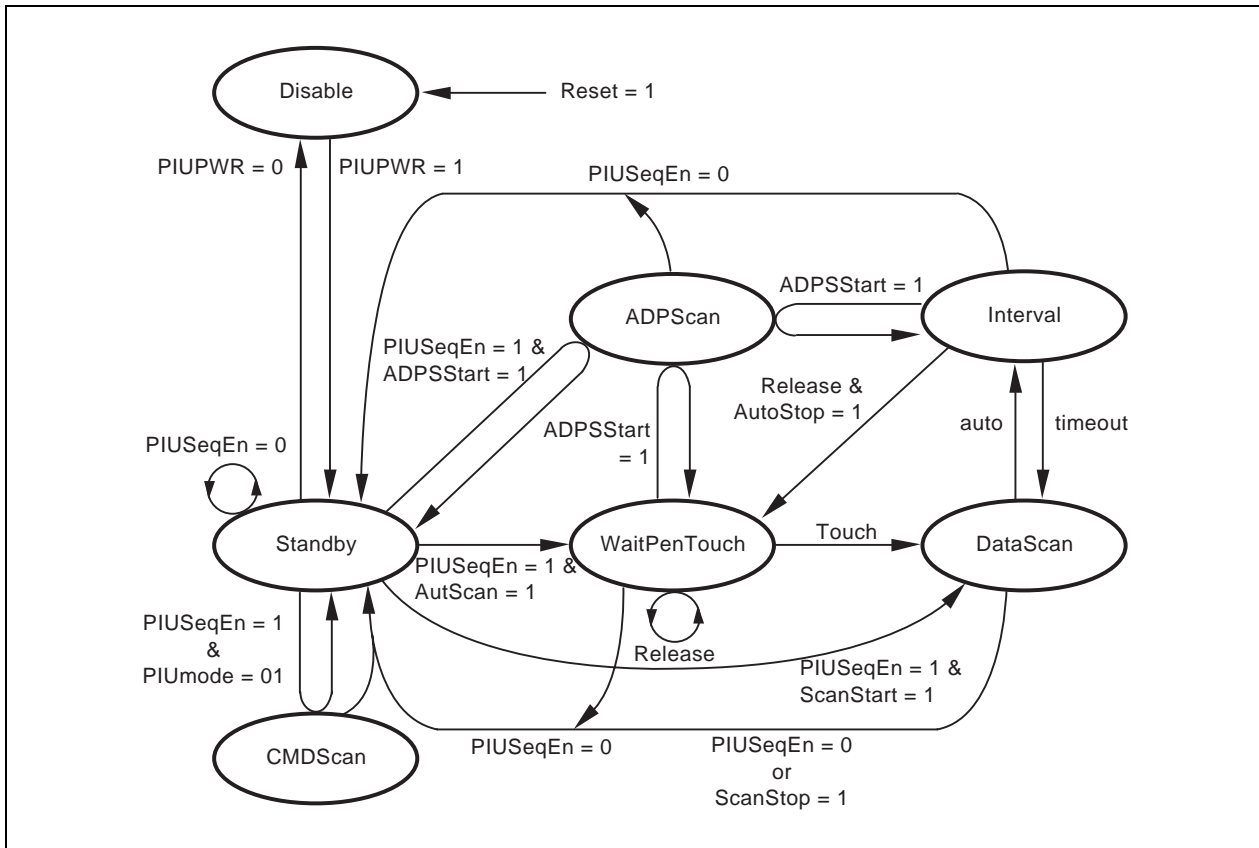 Disable
Reset = 1
PIUPWR = 0
PIUPWR = 1
PIUSeqEn = 0
ADPSStart = 1
ADPScan
Interval
PIUSeqEn = 1 &
ADPSStart = 1
Release &
AutoStop = 1
ADPSStart
= 1
auto
timeout
PIUSeqEn = 0
Standby
WaitPenTouch
Touch
DataScan
PIUSeqEn = 1 &
AutScan = 1
PIUSeqEn = 1
&
PIUmode = 01
Release
PIUSeqEn = 1 &
ScanStart = 1
CMDScan
PIUSeqEn = 0
PIUSeqEn = 0
or
ScanStop = 1